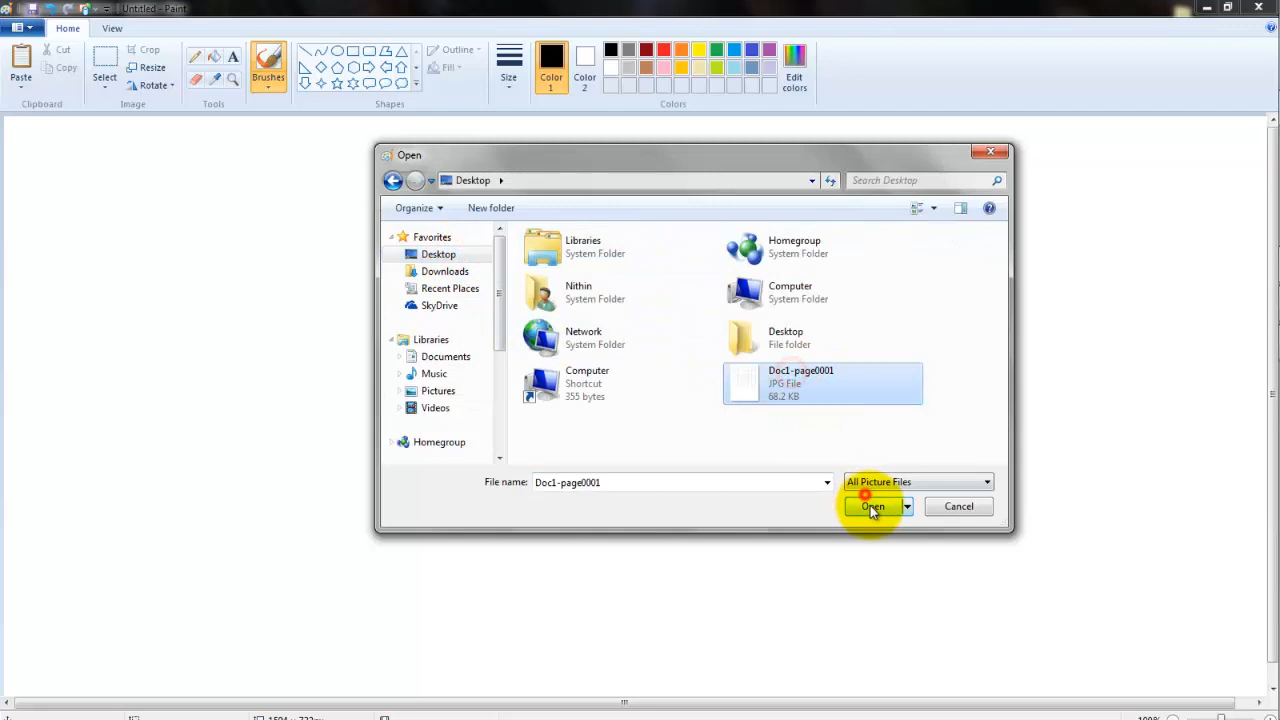 Untitled - Paint
Home
View
Paste
Cut
Copy
Clipboard
Select
Crop
Resize
Rotate
Image
Tools
Brushes
Shapes
Outline
Fill
Size
Color
1
Color
2
Edit
colors
Colors
Open
Desktop
Search Desktop
Organize
New folder
Favorites
Desktop
Downloads
Recent Places
SkyDrive
Libraries
Documents
Music
Pictures
Videos
Homegroup
Libraries
System Folder
Homegroup
System Folder
Nithin
System Folder
Computer
System Folder
Network
System Folder
Desktop
File folder
Computer
Shortcut
355 bytes
Doc1-page0001
JPG File
68.2 KB
File name:
Doc1-page0001
All Picture Files
Open
Cancel